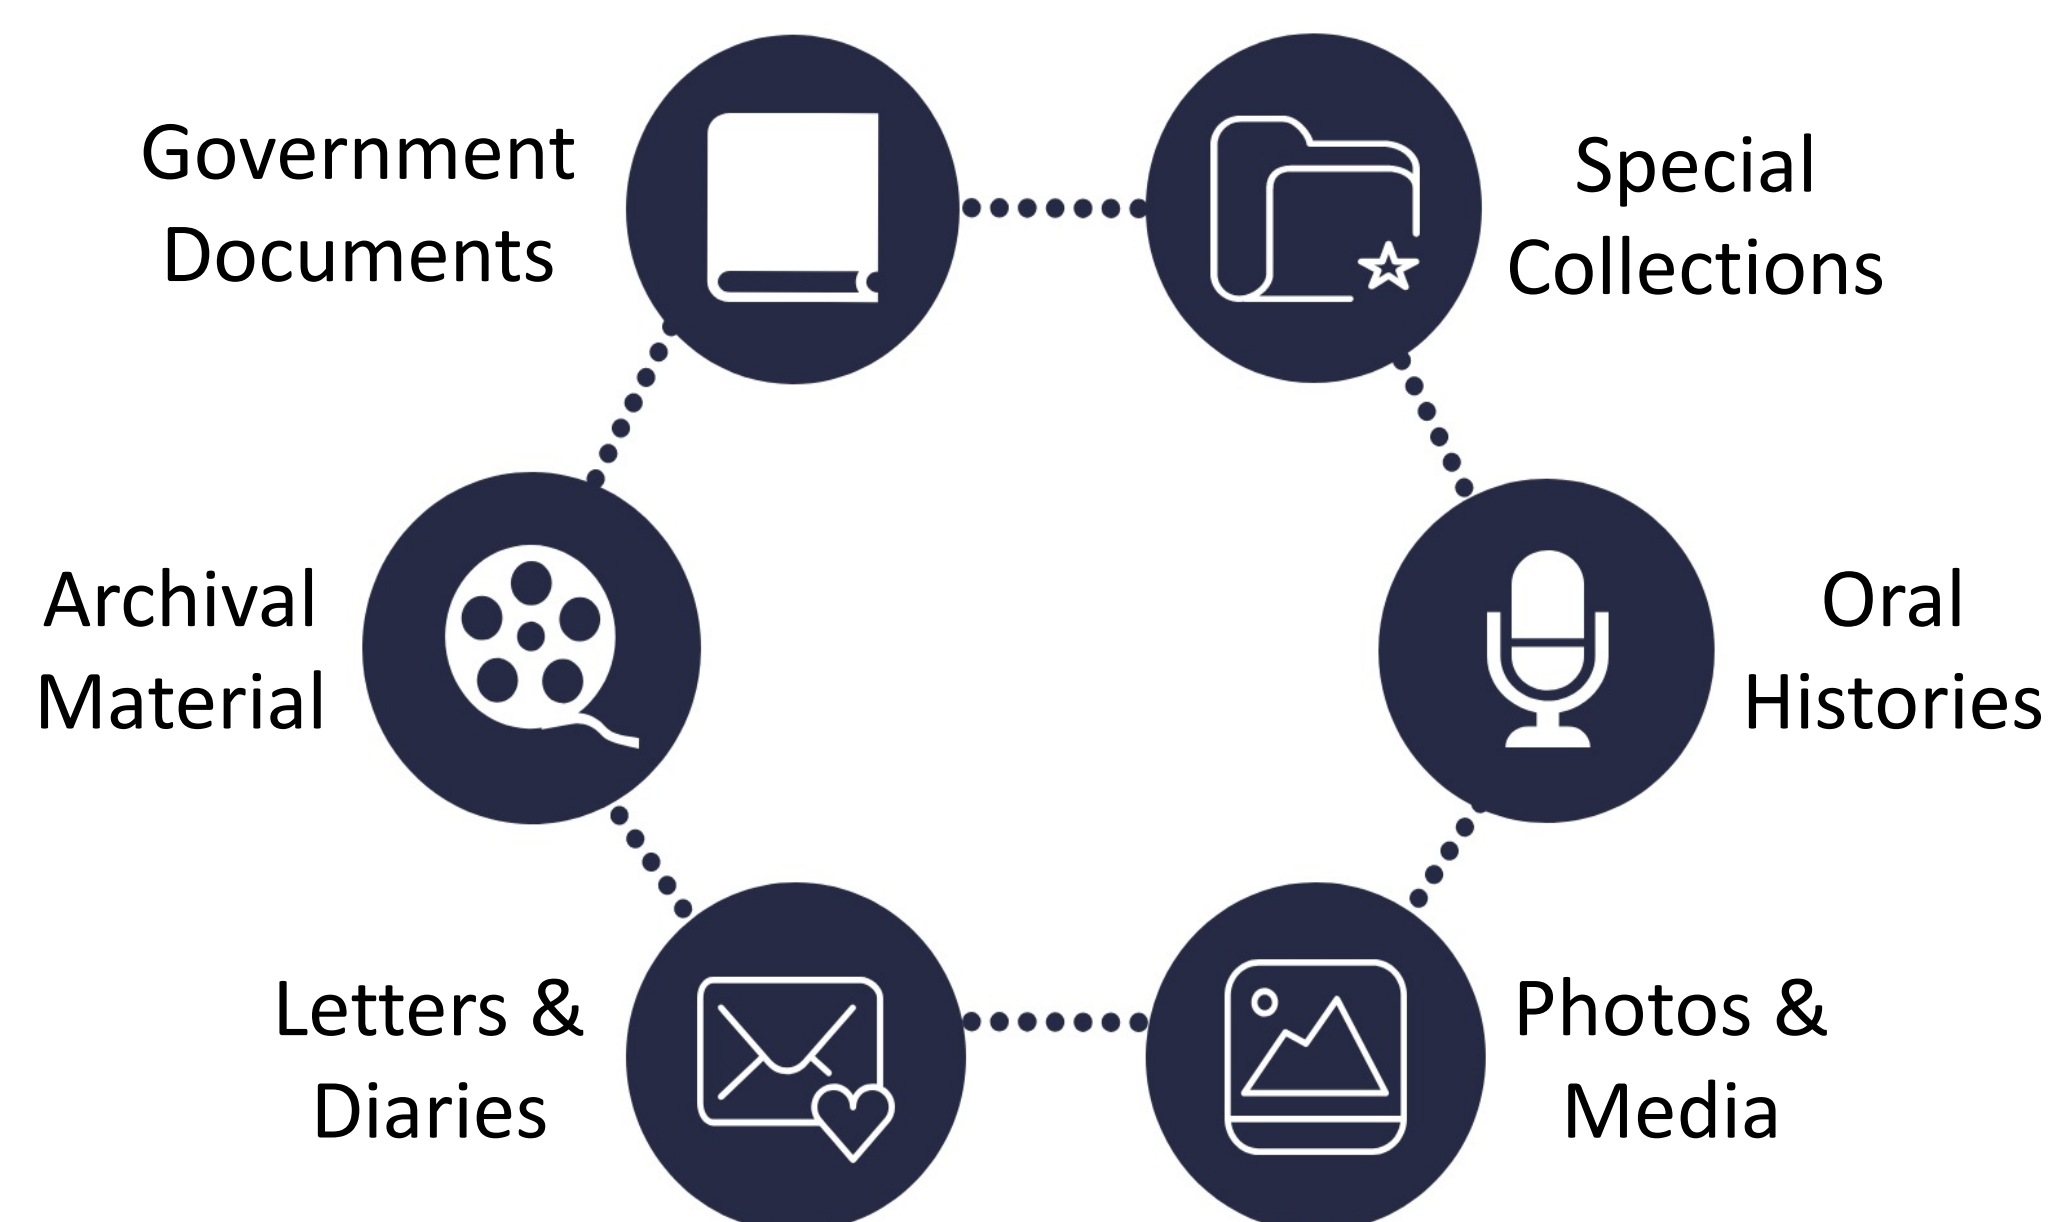 Government
Documents
Special
Collections
Archival
Material
Oral
Histories
Letters &
Diaries
Photos &
Media